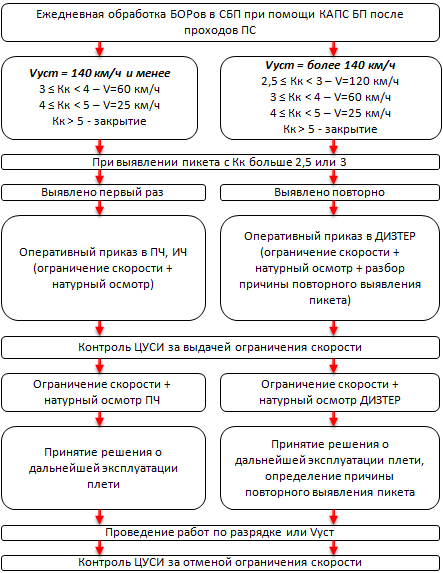 Ежедневная обработка БОРов в СБП при помощи КАПС БП после
проходов ПС
Vуст = 140 км/ч и менее
3 ≤ Кк < 4 – V=60 км/ч
4 ≤ Кк < 5 – V=25 км/ч
Кк > 5 - закрытие
Vуст = более 140 км/ч
2,5 ≤ Кк < 3 – V=120 км/ч
3 ≤ Кк < 4 – V=60 км/ч
4 ≤ Кк < 5 – V=25 км/ч
Кк > 5 - закрытие
При выявлении пикета с Кк больше 2,5 или 3
Выявлено первый раз
Выявлено повторно
Оперативный приказ в ПЧ, ИЧ
(ограничение скорости +
натурный осмотр)
Оперативный приказ в ДИЗТЕР
(ограничение скорости +
натурный осмотр + разбор
причины повторного выявления
пикета)
Контроль ЦУСИ за выдачей ограничения скорости
Ограничение скорости +
натурный осмотр ПЧ
Ограничение скорости +
натурный осмотр ДИЗТЕР
Принятие решения о
дальнейшей эксплуатации
плети
Принятие решения о
дальнейшей эксплуатации плети,
определение причины
повторного выявления пикета
Проведение работ по разрядке или Vуст
Контроль ЦУСИ за отменой ограничения скорости